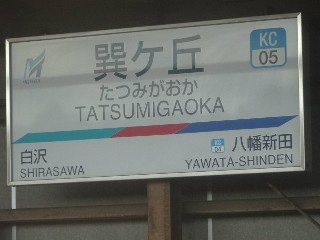 巽ケ丘
たつみがおか
TATSUMIGAOKA
KC
05
白沢
SHIRASAWA
KC
八幡新田
YAWATA-SHINDEN